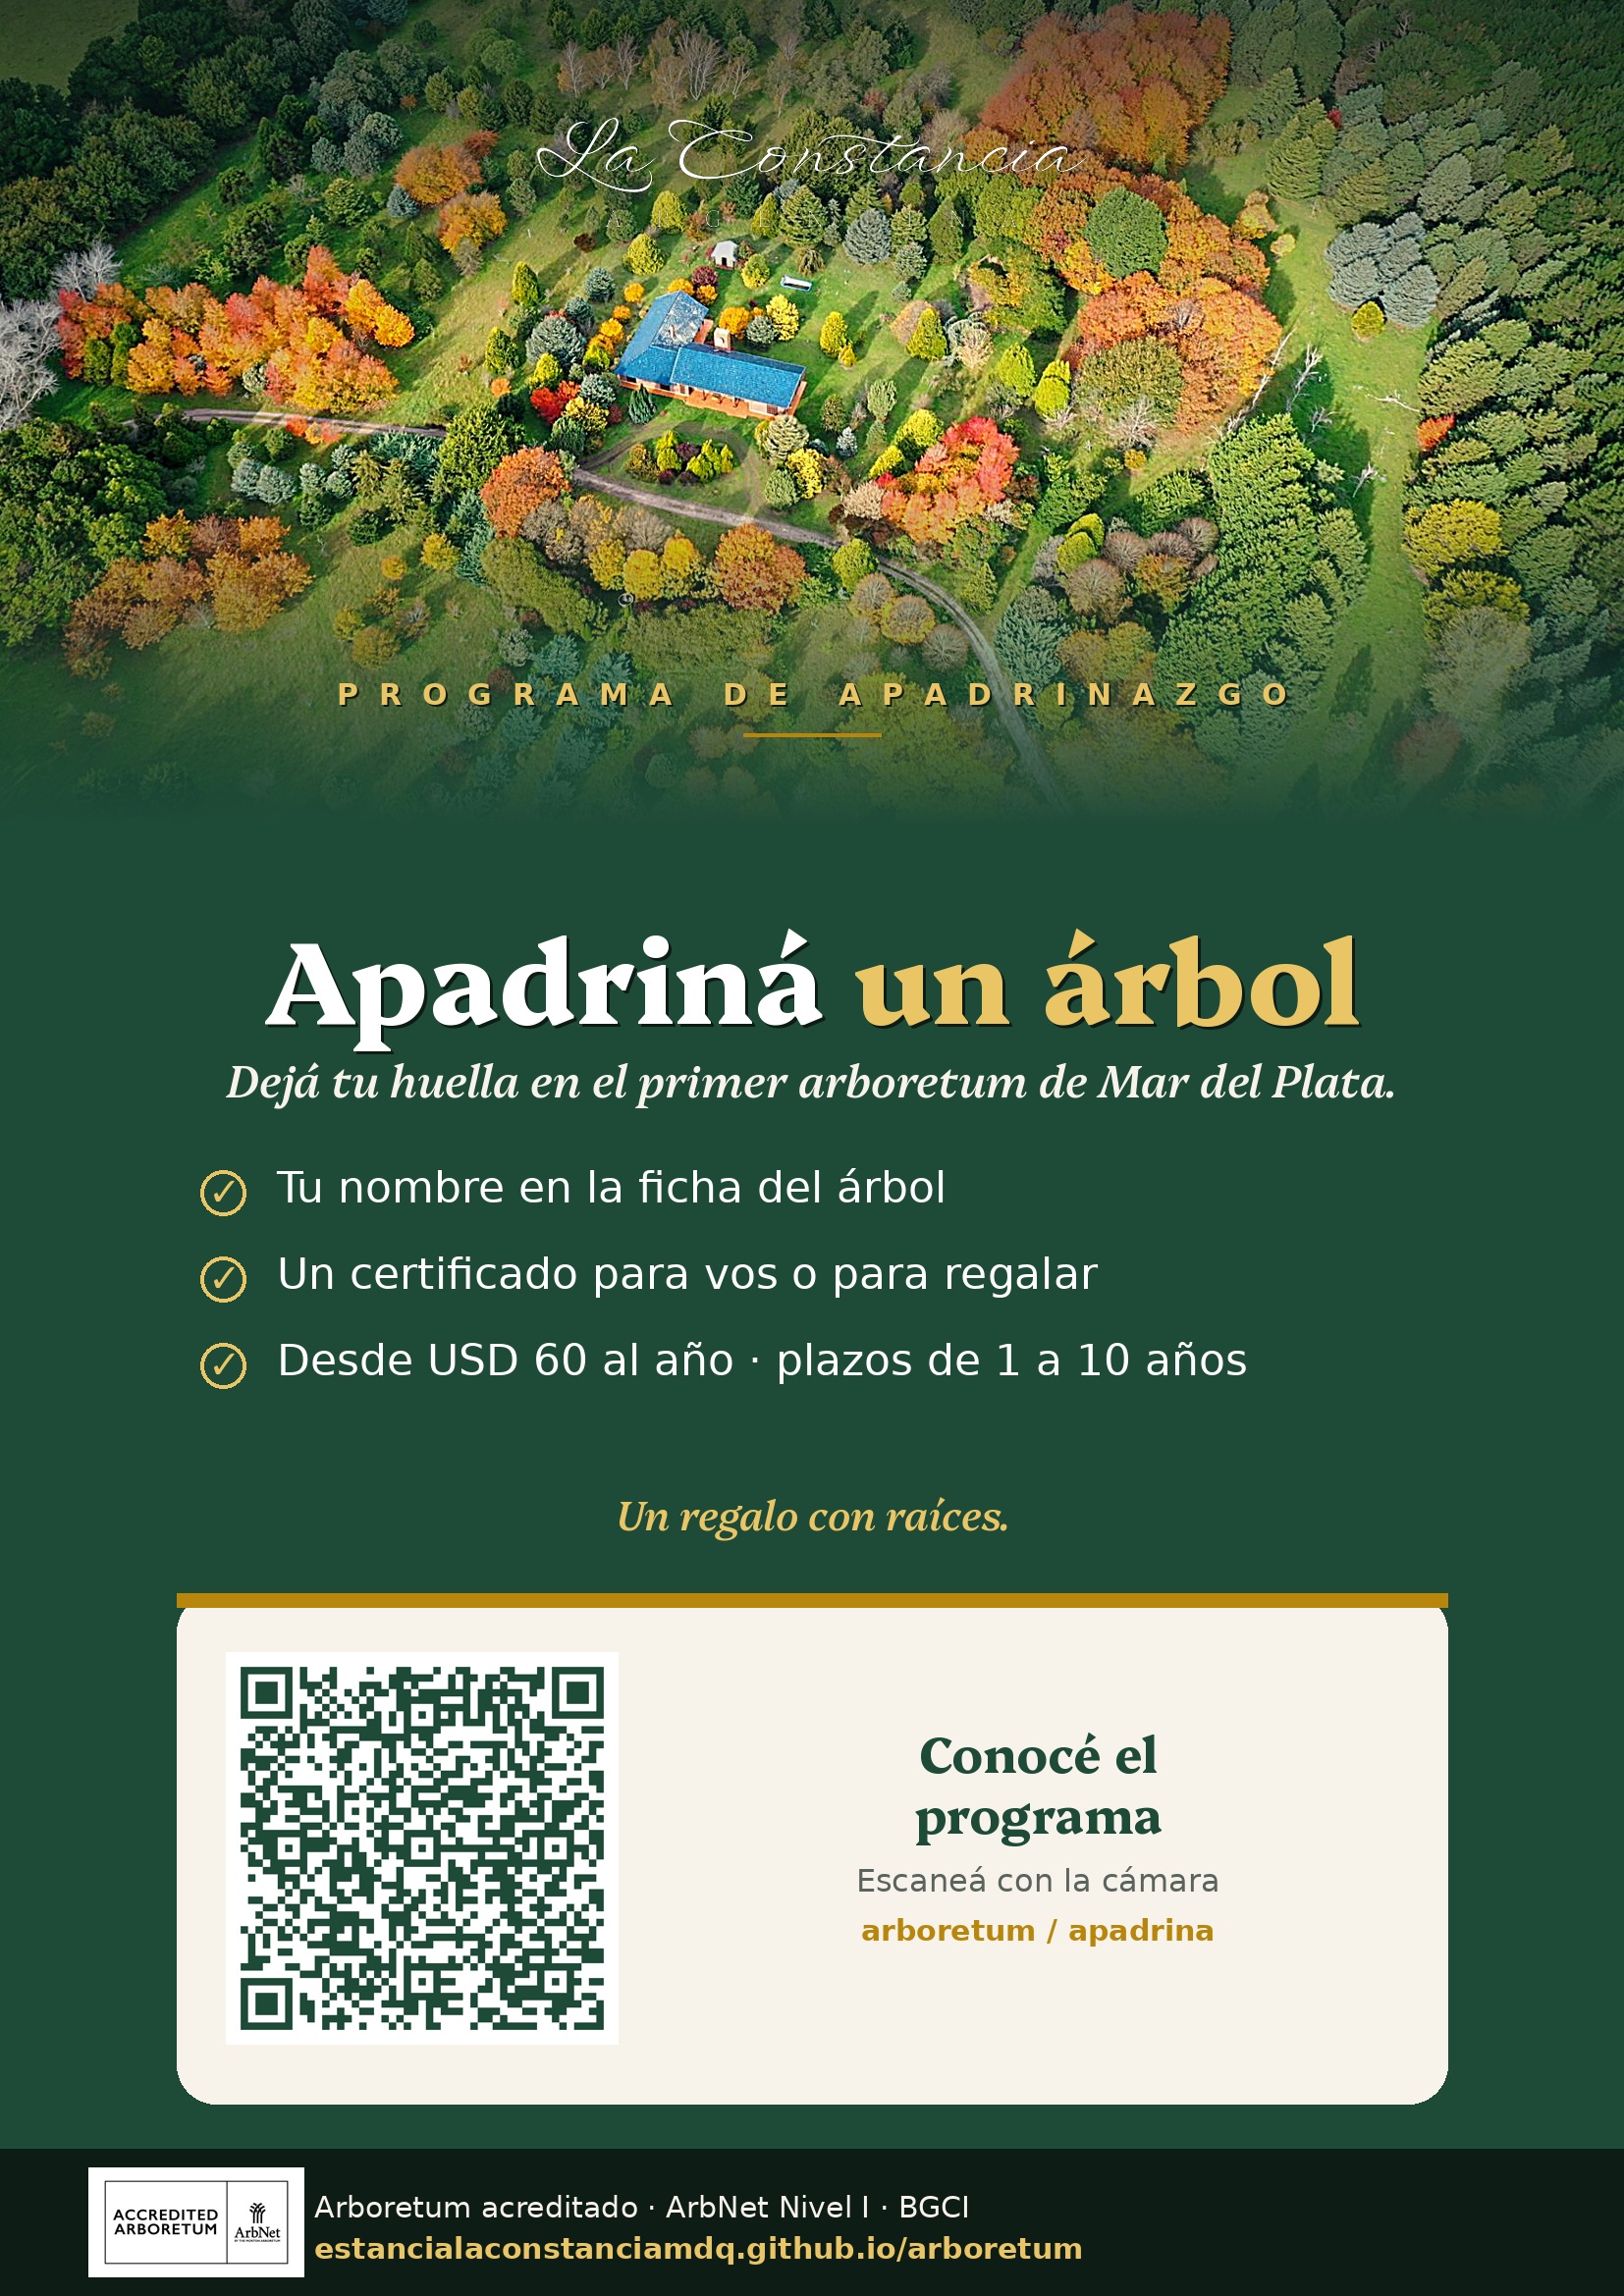 La Constancia
PROGRAMA DE APADRINAZGO
Apadriná un árbol
Dejá tu huella en el primer arboretum de Mar del Plata.
✓ Tu nombre en la ficha del árbol
✓ Un certificado para vos o para regalar
✓ Desde USD 60 al año · plazos de 1 a 10 años
Un regalo con raíces.
Conocé el
programa
Escaneá con la cámara
arboretum / apadrina
ACCREDITED
ARBORETUM
ArbNet
Arboretum acreditado · ArbNet Nivel I · BGCI
estancialaconstanciamdq.github.io/arboretum